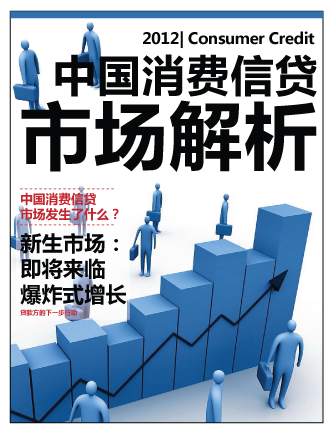 2012| Consumer Credit
中国消费信贷
市场解析
中国消费信贷
市场发生了什么？
新生市场：
即将来临
爆炸式增长
贷款方的下一步行动